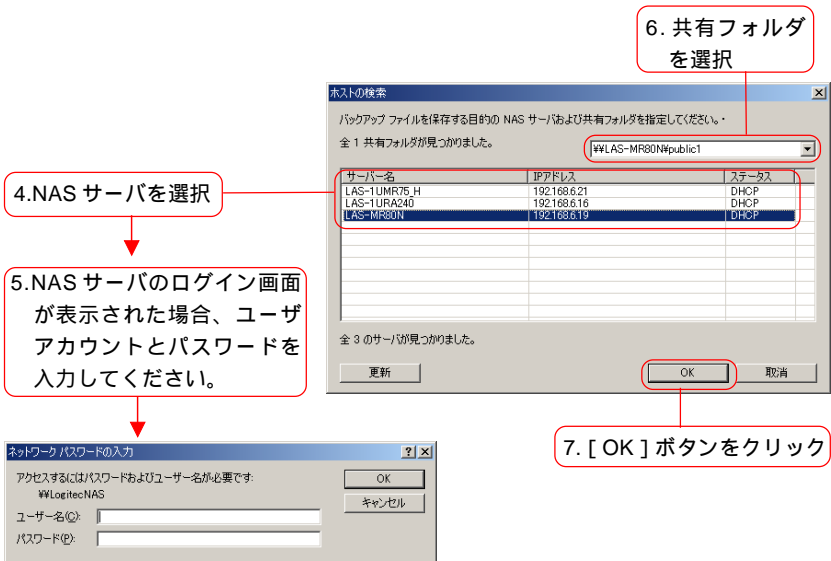 6. 共有フォルダ
を選択
ホストの検索
バックアップ ファイルを保存する目的の NAS サーバおよび共有フォルダを指定してください。・
全 1 共有フォルダが見つかりました。
¥¥LAS-MR80N¥public1
4.NAS サーバを選択
サーバー名 IPアドレス ステータス
LAS-1UMR75_H 192.168.6.21 DHCP
LAS-1URA240 192.168.6.16 DHCP
LAS-MR80N 192.168.6.19 DHCP
5.NAS サーバのログイン画面
が表示された場合、ユーザ
アカウントとパスワードを
入力してください。
全 3 のサーバが見つかりました。
更新 OK 取消
7. [ OK ] ボタンをクリック
ネットワーク パスワードの入力
アクセスするにはパスワードおよびユーザー名が必要です:
¥¥LogitecNAS
ユーザー名(C):
パスワード(P):
OK
キャンセル